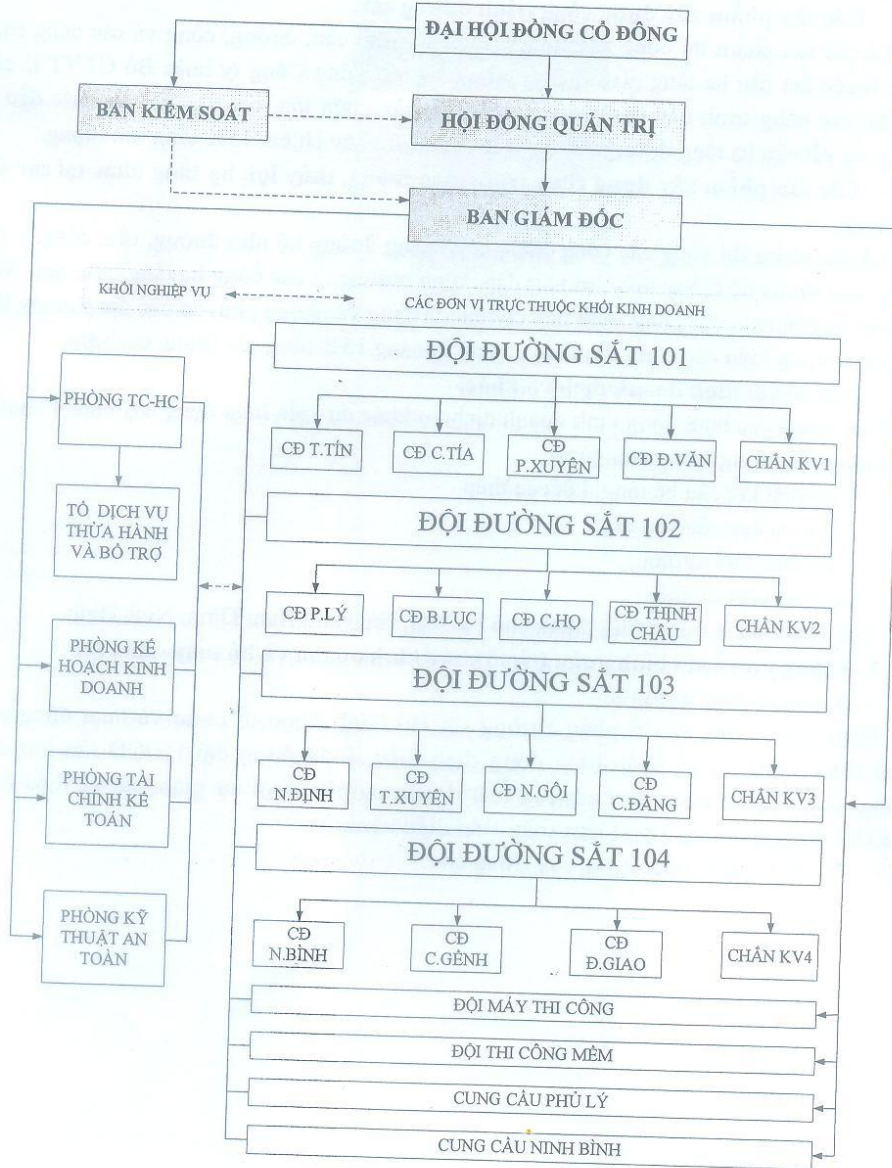 ĐẠI HỘI ĐỒNG CỔ ĐÔNG
BAN KIỂM SOÁT
HỘI ĐỒNG QUẢN TRỊ
BAN GIÁM ĐỐC
KHỐI NGHIỆP VỤ
CÁC ĐƠN VỊ TRỰC THUỘC KHỐI KINH DOANH
ĐỘI ĐƯỜNG SẮT 101
PHÒNG TC-HC
CĐ T.TÍN
CĐ C.TÍA
CĐ
P.XUYÊN
CĐ Đ.VĂN
CHẮN KV1
TỔ DỊCH VỤ
THỪA HÀNH
VÀ BỔ TRỢ
ĐỘI ĐƯỜNG SẮT 102
CĐ P.LÝ
CĐ B.LỤC
CĐ C.HỌ
CĐ THỊNH
CHÂU
CHẮN KV2
PHÒNG KẾ
HOẠCH KINH
DOANH
ĐỘI ĐƯỜNG SẮT 103
PHÒNG TÀI
CHÍNH KẾ
TOÁN
CĐ
N.ĐỊNH
CĐ
T.XUYÊN
CĐ N.GÔI
CĐ
C.ĐẰNG
CHẮN KV3
ĐỘI ĐƯỜNG SẮT 104
PHÒNG KỸ
THUẬT AN
TOÀN
CĐ
N.BÌNH
CĐ
C.GỀNH
CĐ
Đ.GIAO
CHẮN KV4
ĐỘI MÁY THI CÔNG
ĐỘI THI CÔNG MỀM
CUNG CẦU PHỦ LÝ
CUNG CẦU NINH BÌNH